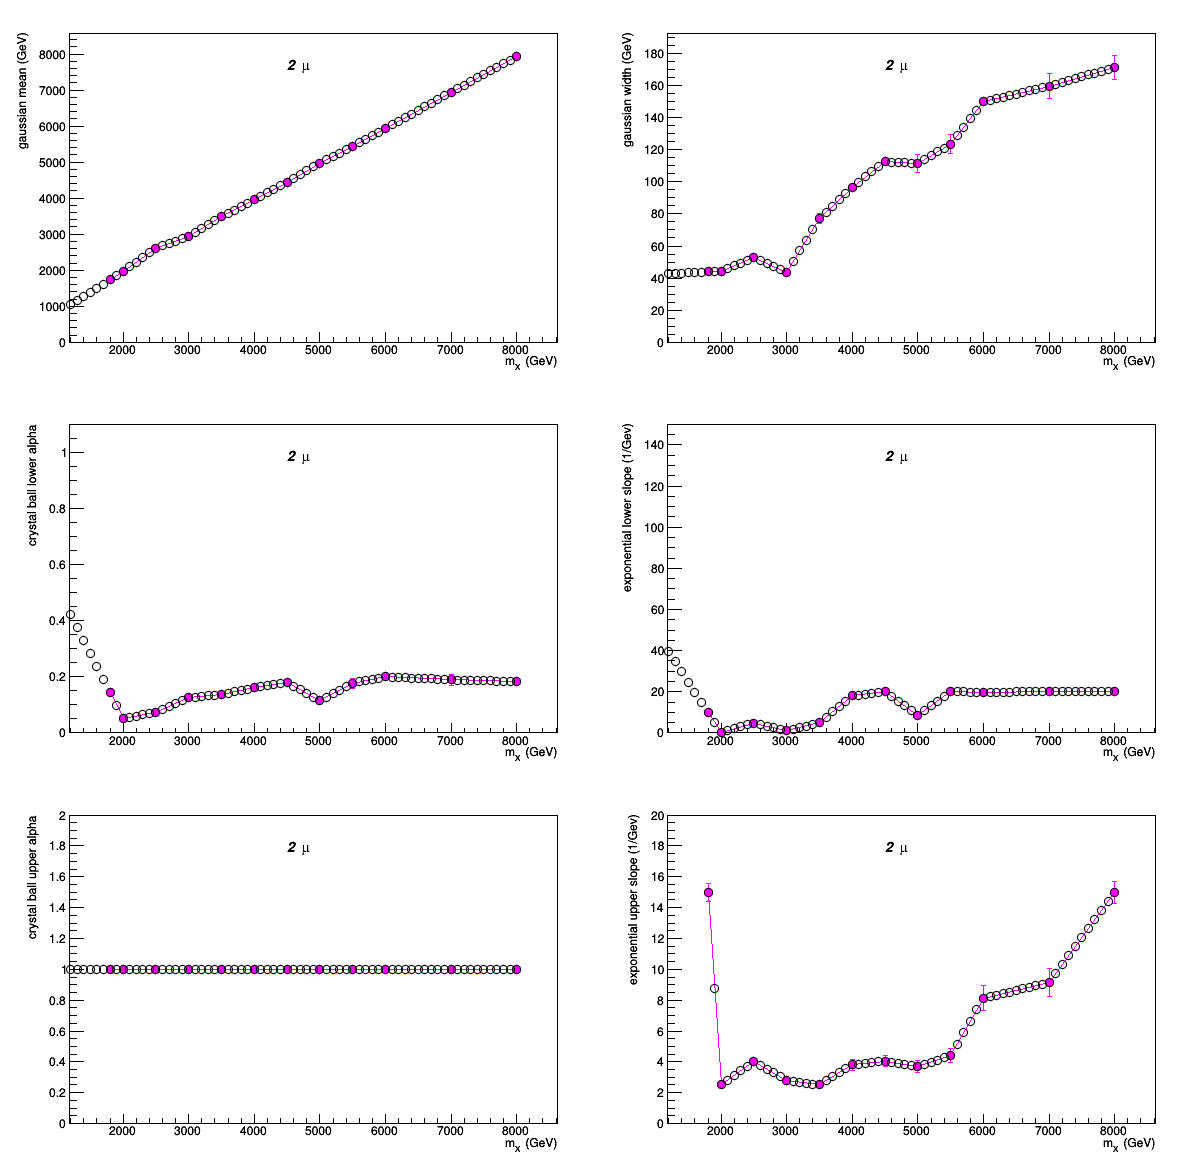 gaussian mean (GeV)
2 μ
8000
7000
6000
5000
4000
3000
2000
1000
0
2000 3000 4000 5000 6000 7000 8000
m_x (GeV)
gaussian width (GeV)
2 μ
180
160
140
120
100
80
60
40
20
0
2000 3000 4000 5000 6000 7000 8000
m_x (GeV)
crystal ball lower alpha
2 μ
1
0.8
0.6
0.4
0.2
0
2000 3000 4000 5000 6000 7000 8000
m_x (GeV)
exponential lower slope (1/Gev)
2 μ
140
120
100
80
60
40
20
0
2000 3000 4000 5000 6000 7000 8000
m_x (GeV)
crystal ball upper alpha
2 μ
2
1.8
1.6
1.4
1.2
1
0.8
0.6
0.4
0.2
0
2000 3000 4000 5000 6000 7000 8000
m_x (GeV)
exponential upper slope (1/Gev)
2 μ
20
18
16
14
12
10
8
6
4
2
0
2000 3000 4000 5000 6000 7000 8000
m_x (GeV)